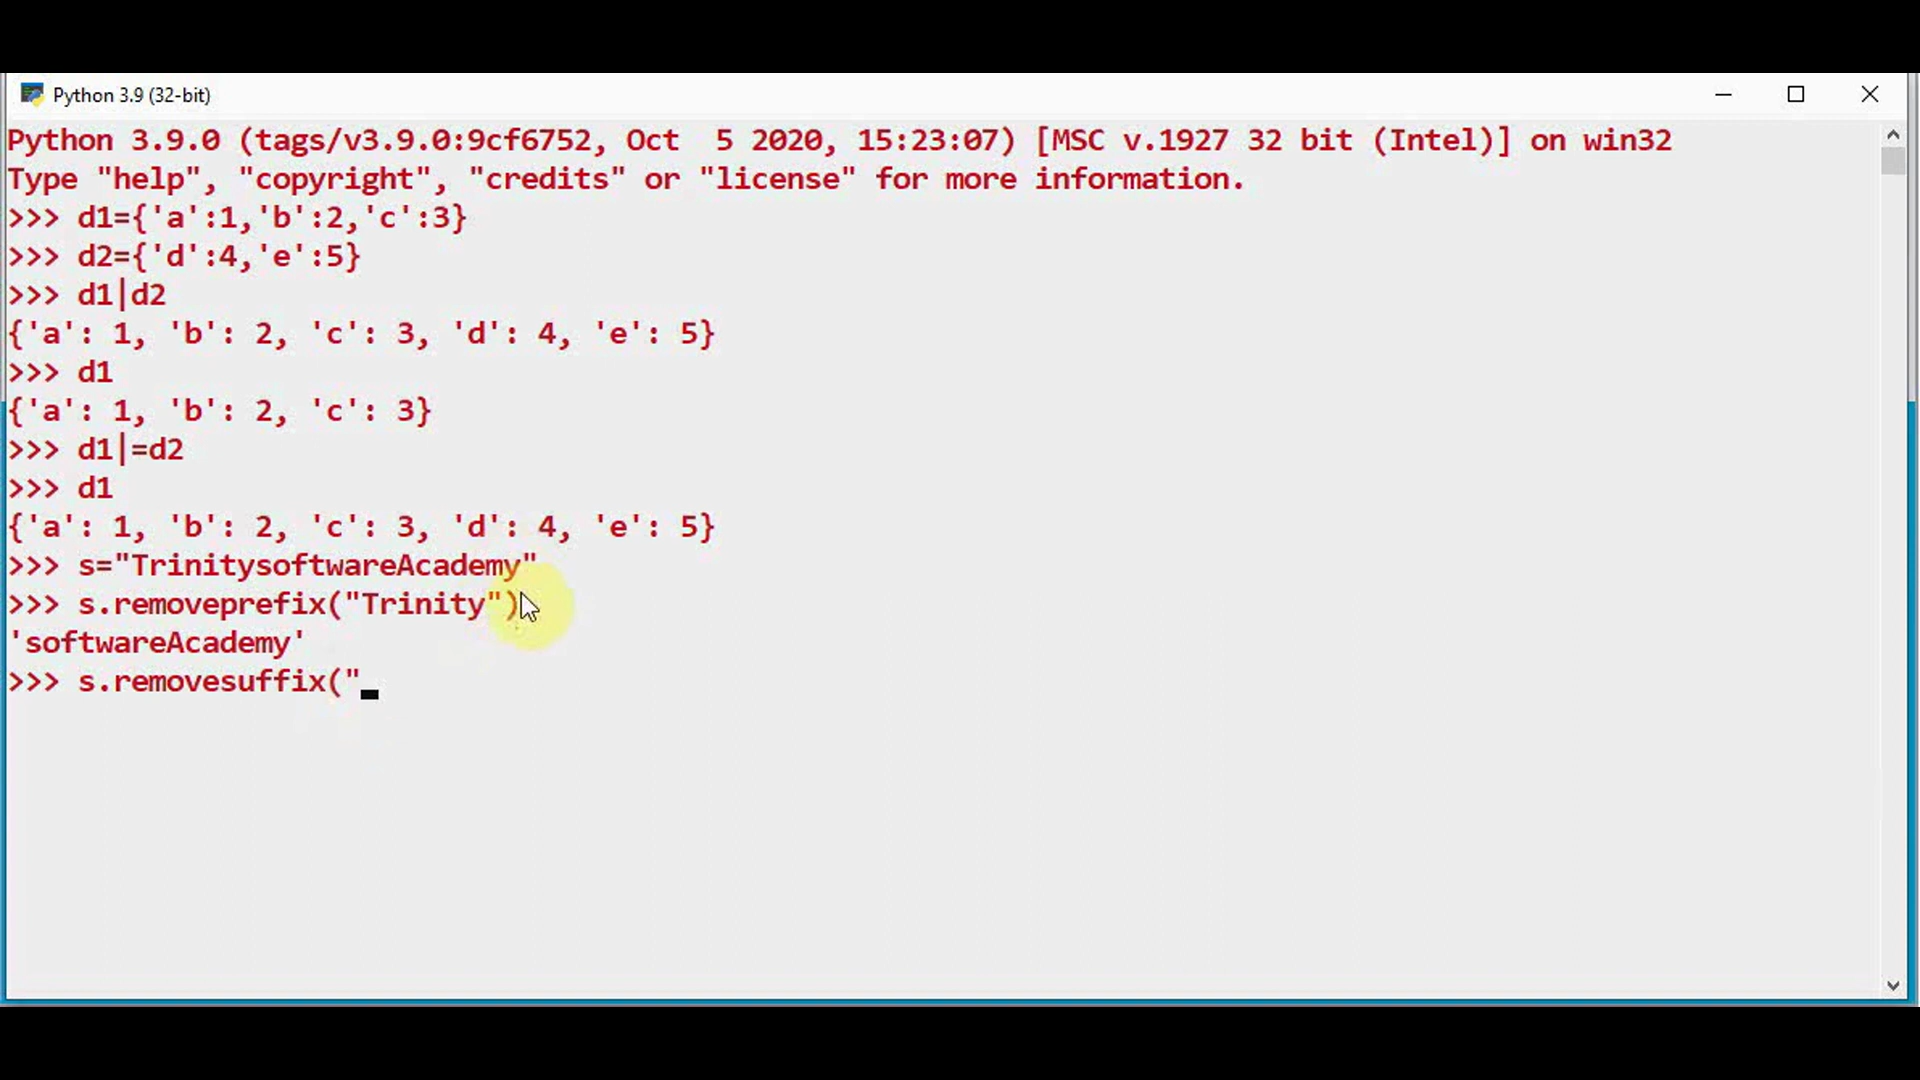 Python 3.9 (32-bit)
Python 3.9.0 (tags/v3.9.0:9cf6752, Oct  5 2020, 15:23:07) [MSC v.1927 32 bit (Intel)] on win32
Type "help", "copyright", "credits" or "license" for more information.
>>> d1={'a':1,'b':2,'c':3}
>>> d2={'d':4,'e':5}
>>> d1|d2
{'a': 1, 'b': 2, 'c': 3, 'd': 4, 'e': 5}
>>> d1
{'a': 1, 'b': 2, 'c': 3}
>>> d1|=d2
>>> d1
{'a': 1, 'b': 2, 'c': 3, 'd': 4, 'e': 5}
>>> s="TrinitysoftwareAcademy"
>>> s.removeprefix("Trinity")
'softwareAcademy'
>>> s.removesuffix("